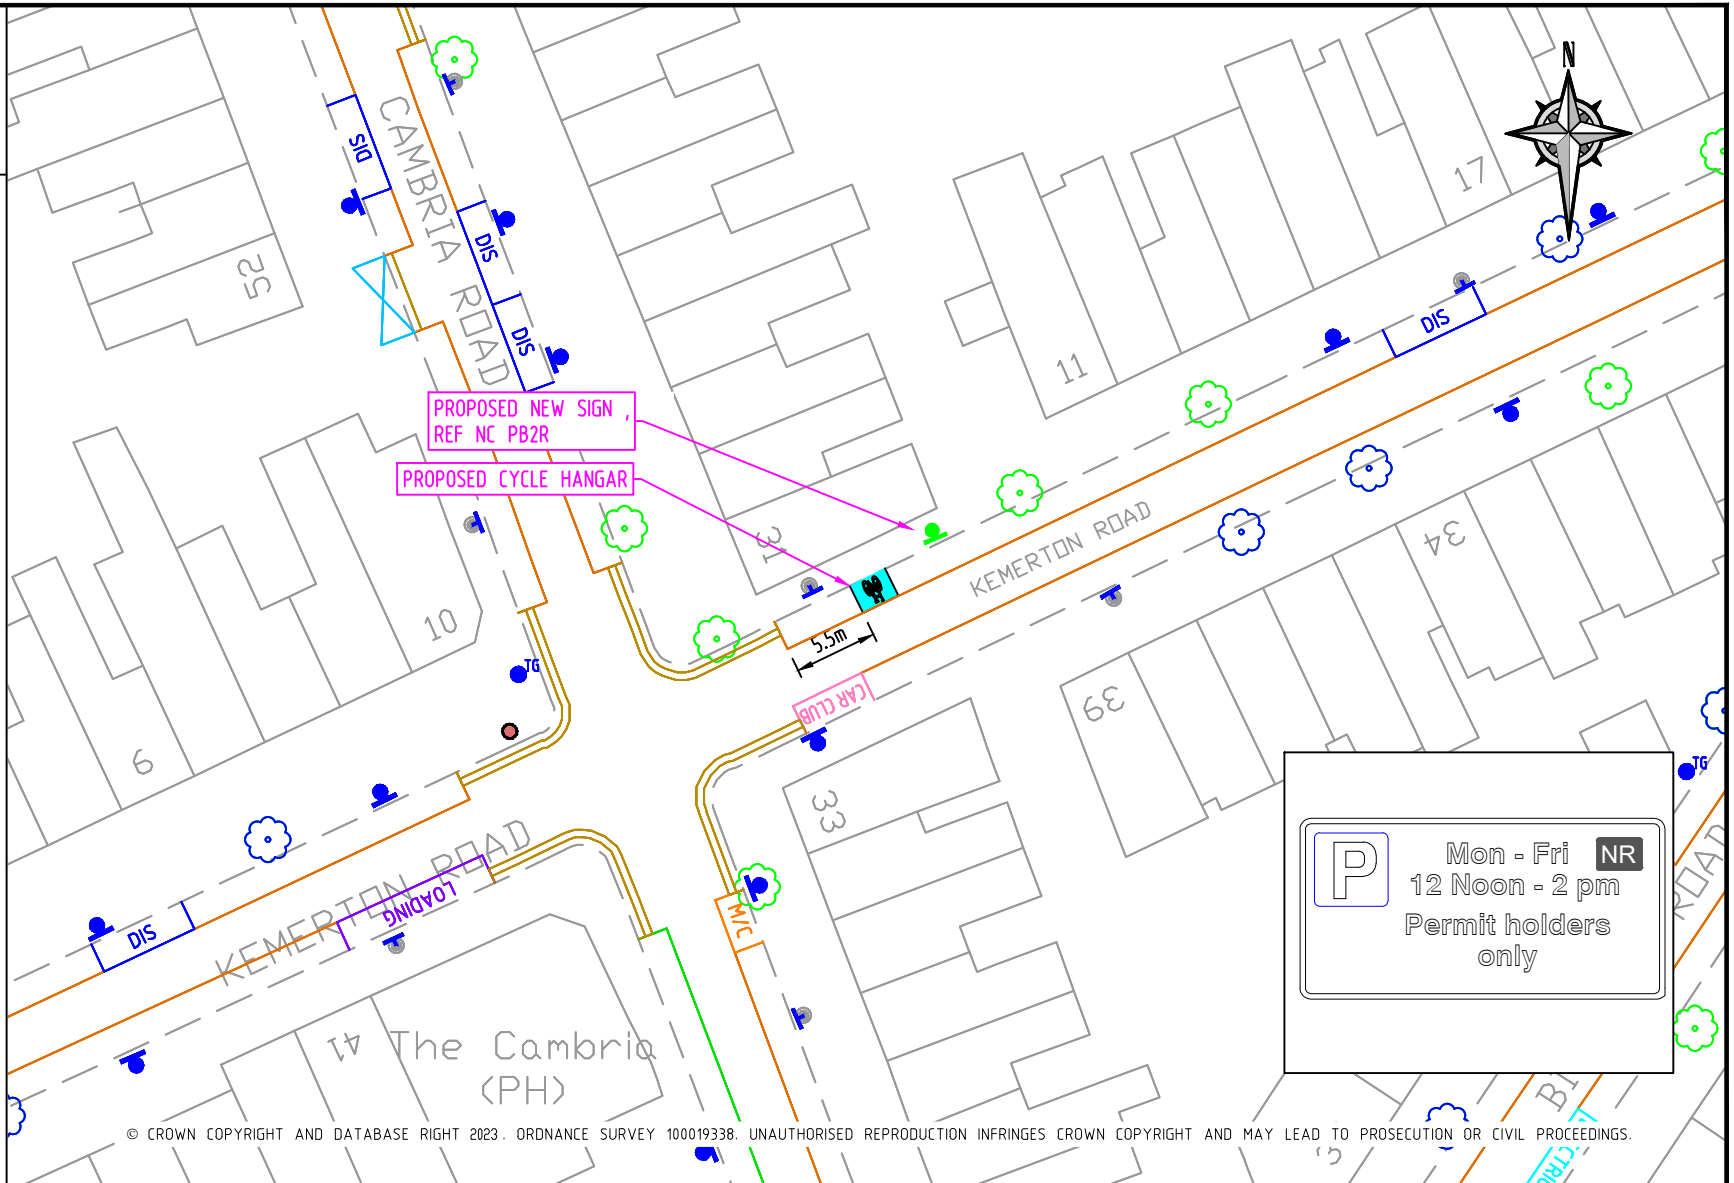 N
CAMBRIA ROAD
DIS
DIS
DIS
52
17
11
DIS
PROPOSED NEW SIGN ,
REF NC PB2R
PROPOSED CYCLE HANGAR
31
KEMERTON ROAD
34
10
5.5m
TG
CAR CLUB
39
9
33
TG
P
Mon - Fri
NR
12 Noon - 2 pm
Permit holders
only
ROAD
KEMERTON ROAD
LOADING
M/C
DIS
41
The Cambria
(PH)
© CROWN COPYRIGHT AND DATABASE RIGHT 2023. ORDNANCE SURVEY 100019338. UNAUTHORISED REPRODUCTION INFRINGES CROWN COPYRIGHT AND MAY LEAD TO PROSECUTION OR CIVIL PROCEEDINGS.